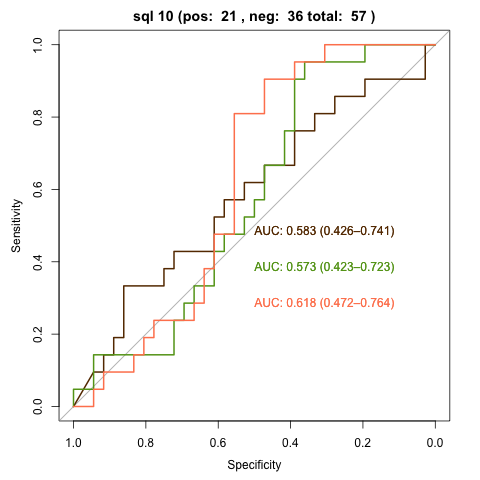 sql 10 (pos:  21 , neg:  36 total:  57 )
Sensitivity
1.0
0.8
0.6
0.4
0.2
0.0
AUC: 0.583 (0.426–0.741)
AUC: 0.573 (0.423–0.723)
AUC: 0.618 (0.472–0.764)
1.0 0.8 0.6 0.4 0.2 0.0
Specificity